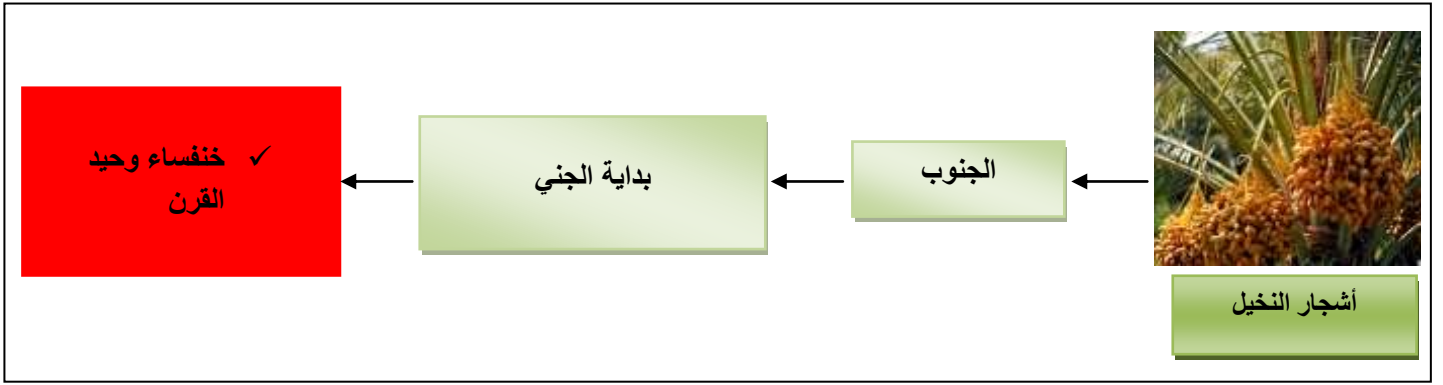 أشجار النخيل
الجنوب
بداية الجني
✓ خنفساء وحيد
القرن